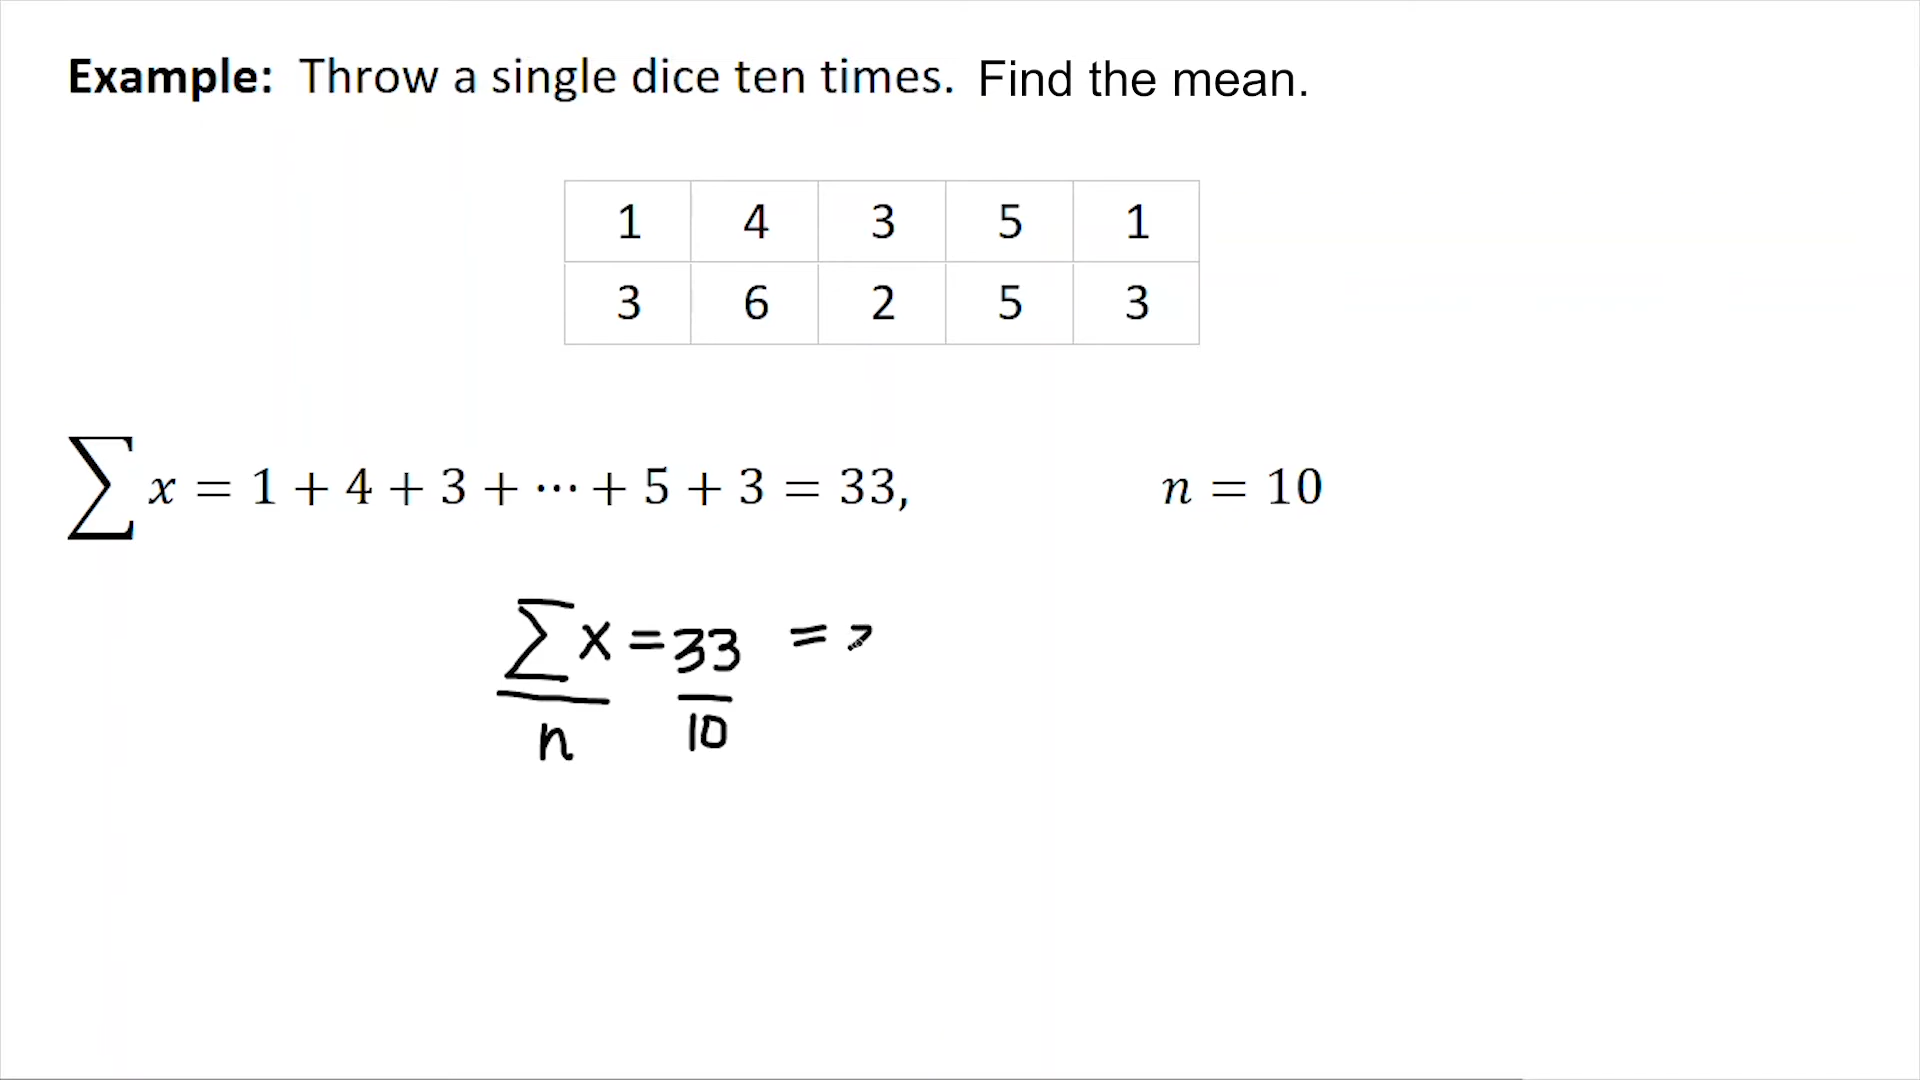 Example: Throw a single dice ten times. Find the mean.
1 4 3 5 1
3 6 2 5 3
∑ x = 1 + 4 + 3 + ⋯ + 5 + 3 = 33, n = 10
∑x = 33 =
n 10